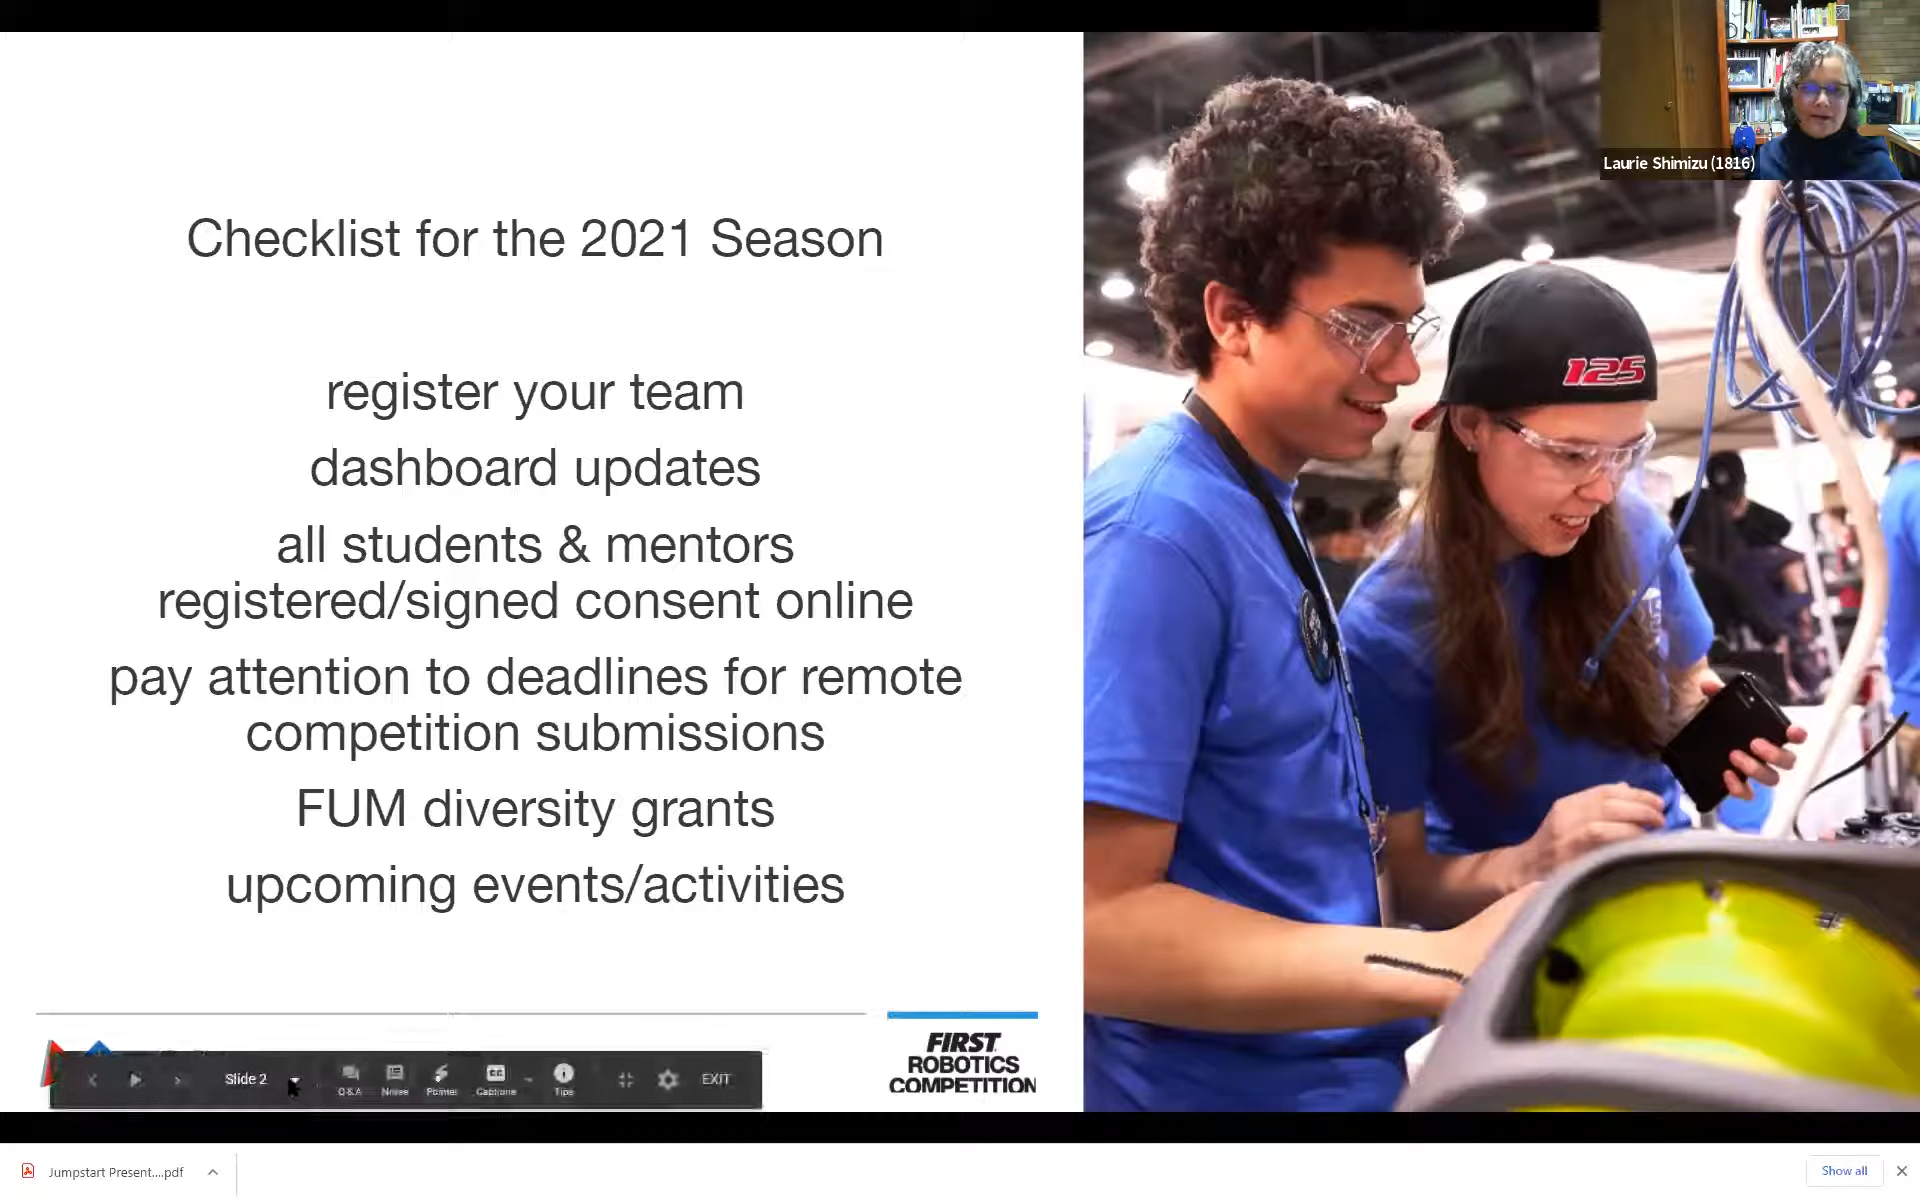 Laurie Shimizu (1816)
Checklist for the 2021 Season
125
register your team
dashboard updates
all students & mentors
registered/signed consent online
pay attention to deadlines for remote
competition submissions
FUM diversity grants
upcoming events/activities
FIRST
ROBOTICS
COMPETITION
Slide 2
Q&A
Notes
Pointer
Captions
Tips
EXIT
Jumpstart Present....pdf
Show all